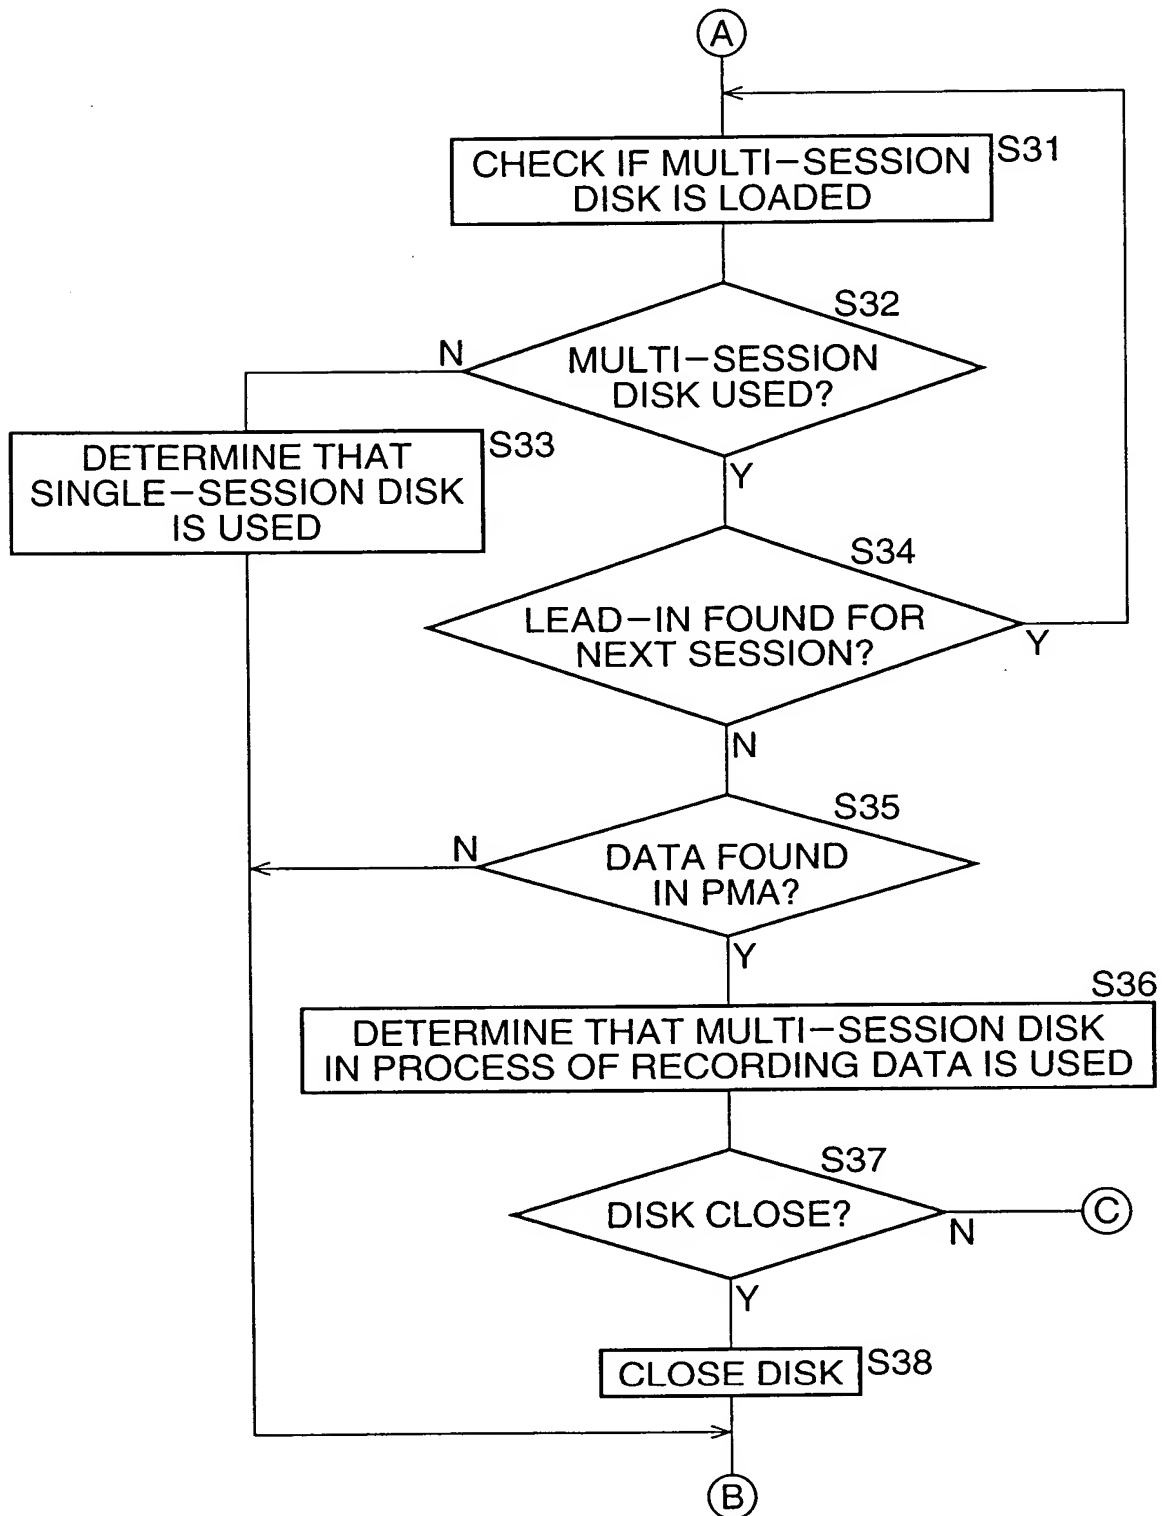 A
CHECK IF MULTI-SESSION
DISK IS LOADED
S31
S32
N
MULTI-SESSION
DISK USED?
Y
DETERMINE THAT
SINGLE-SESSION DISK
IS USED
S33
S34
LEAD-IN FOUND FOR
NEXT SESSION?
Y
N
S35
N
DATA FOUND
IN PMA?
Y
S36
DETERMINE THAT MULTI-SESSION DISK
IN PROCESS OF RECORDING DATA IS USED
S37
DISK CLOSE?
N
C
Y
CLOSE DISK
S38
B